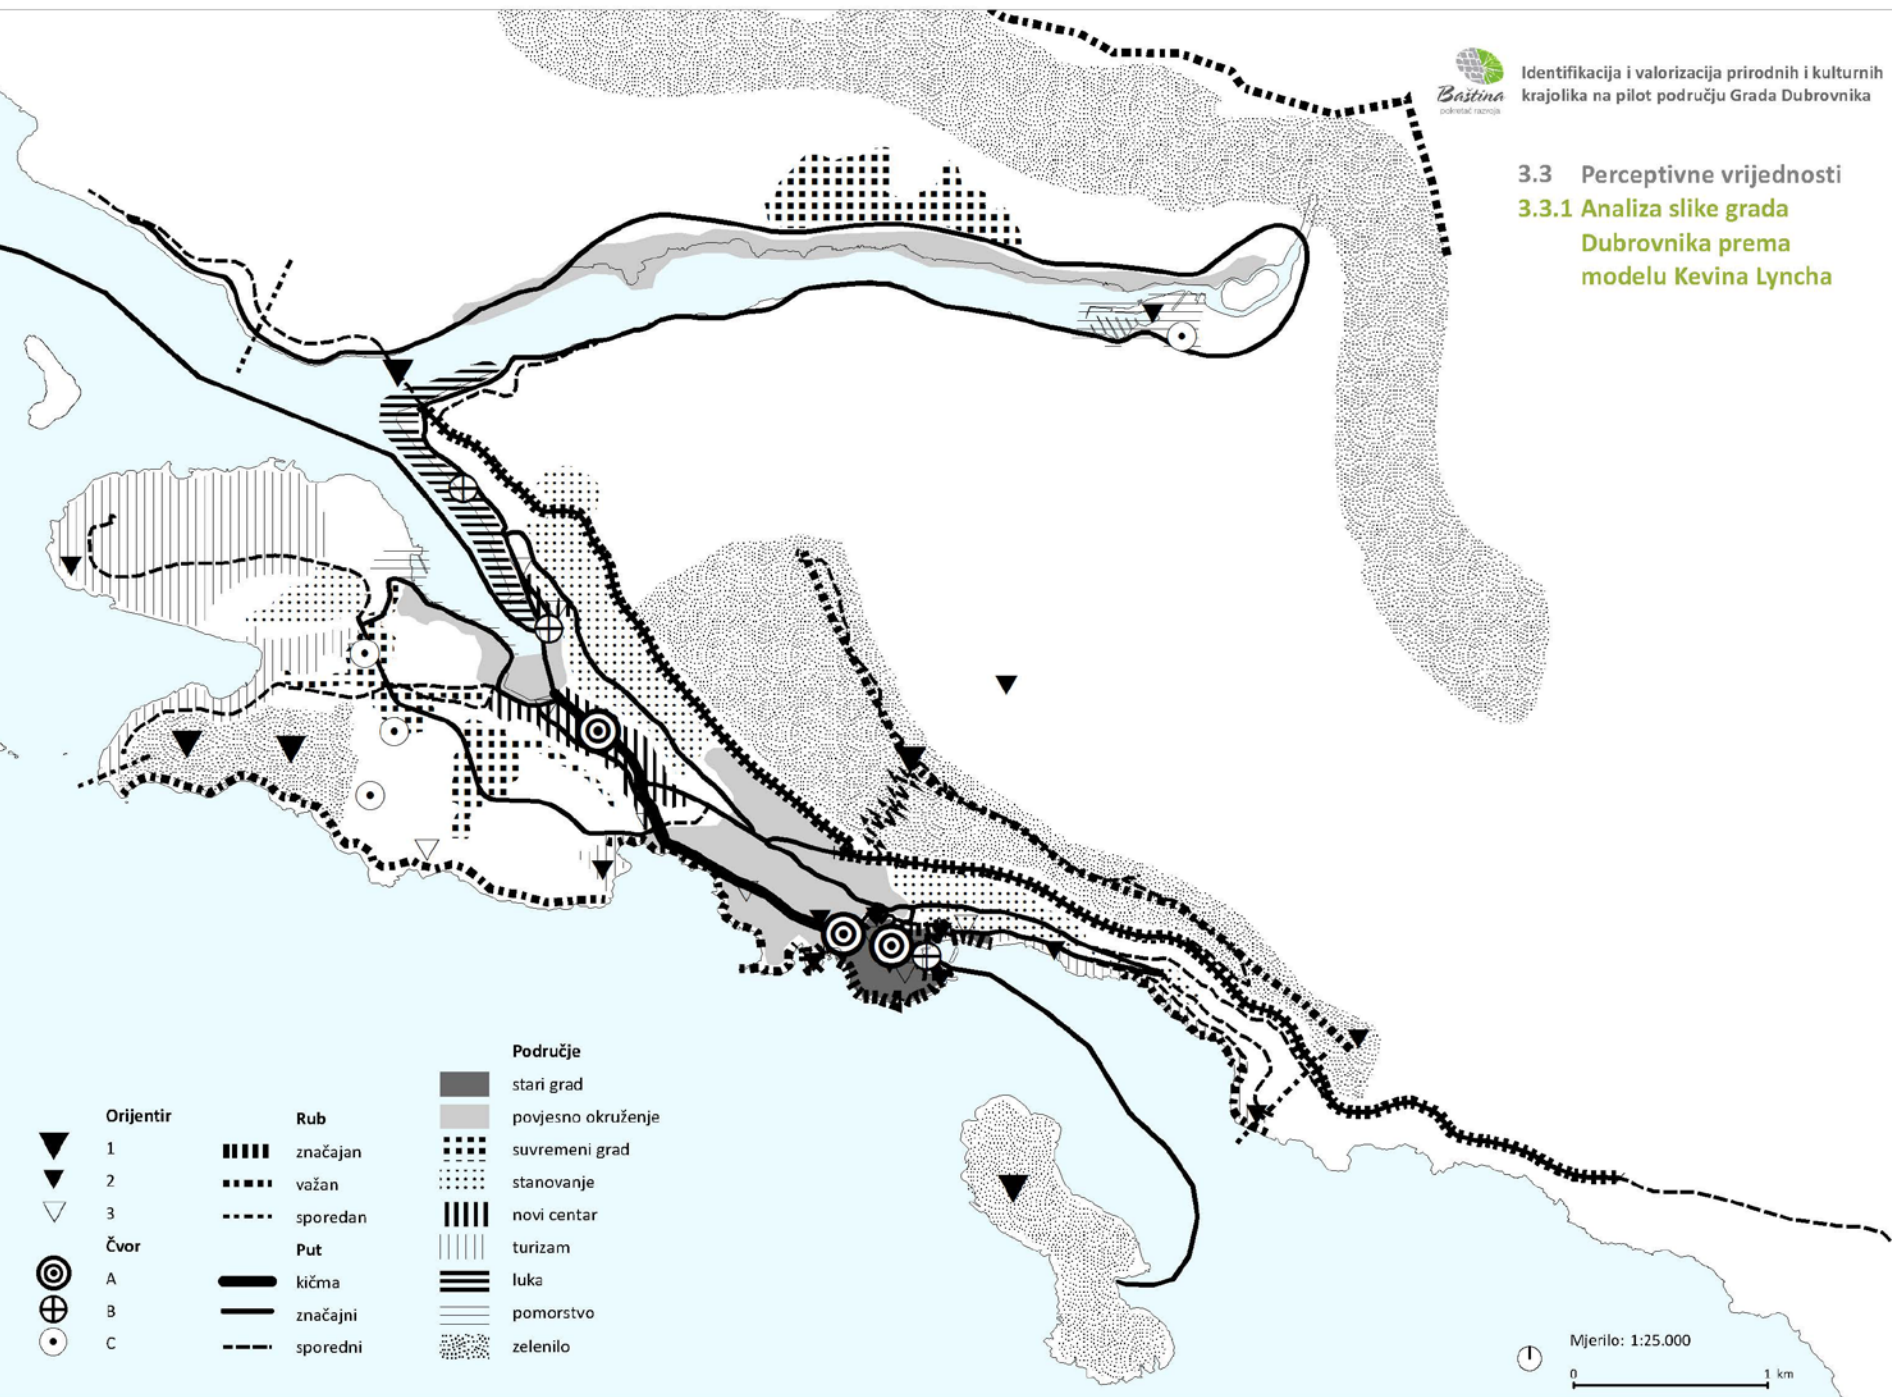 Baština
pokretač razvoja
Identifikacija i valorizacija prirodnih i kulturnih
krajolika na pilot području Grada Dubrovnika
3.3 Perceptivne vrijednosti
3.3.1 Analiza slike grada
Dubrovnika prema
modelu Kevina Lyncha
Orijentir
1
2
3
Čvor
A
B
C
Rub
značajan
važan
sporedan
Put
kičma
značajni
sporedni
Područje
stari grad
povjesno okruženje
suvremeni grad
stanovanje
novi centar
turizam
luka
pomorstvo
zelenilo
Mjerilo: 1:25.000
0 1 km